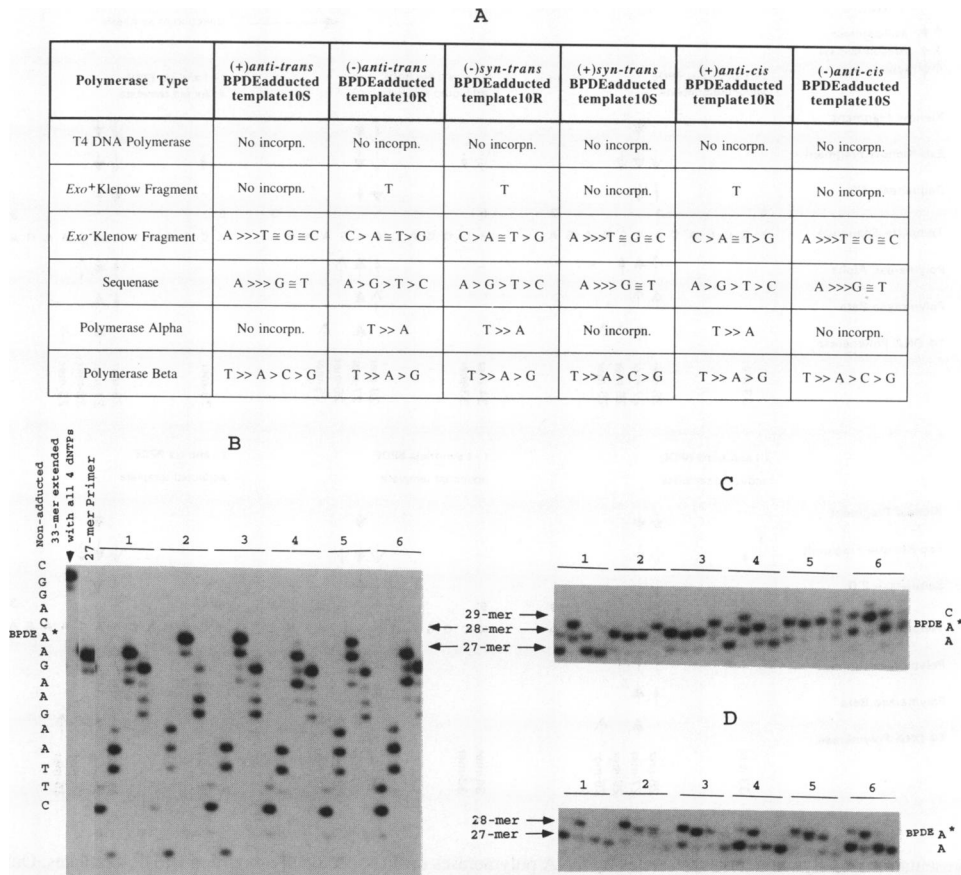 A
Polymerase Type (+)anti-trans BPDEadducted template10S (-)anti-trans BPDEadducted template10R (-)syn-trans BPDEadducted template10R (+)syn-trans BPDEadducted template10S (+)anti-cis BPDEadducted template10R (-)anti-cis BPDEadducted template10S
T4 DNA Polymerase No incorpn. No incorpn. No incorpn. No incorpn. No incorpn. No incorpn.
Exo+Klenow Fragment No incorpn. T T No incorpn. T No incorpn.
Exo-Klenow Fragment A >>>T ≅ G ≅ C C > A ≅ T> G C > A ≅ T > G A >>>T ≅ G ≅ C C > A ≅ T > G A >>>T ≅ G ≅ C
Sequenase A >>> G ≅ T A > G > T > C A > G > T > C A >>> G ≅ T A > G > T > C A >>>G ≅ T
Polymerase Alpha No incorpn. T >> A T >> A No incorpn. T >> A No incorpn.
Polymerase Beta T >> A > C > G T >> A > G T >> A > G T >> A > C > G T >> A > G T >> A > C > G
B
Non-adducted
33-mer extended
with all 4 dNTPs
27-mer Primer
1 2 3 4 5 6
C
G
G
A
C
BPDE A*
A
G
A
A
G
A
A
T
T
C
C
1 2 3 4 5 6
29-mer
28-mer
27-mer
C
BPDE A*
A
D
1 2 3 4 5 6
28-mer
27-mer
BPDE A*
A